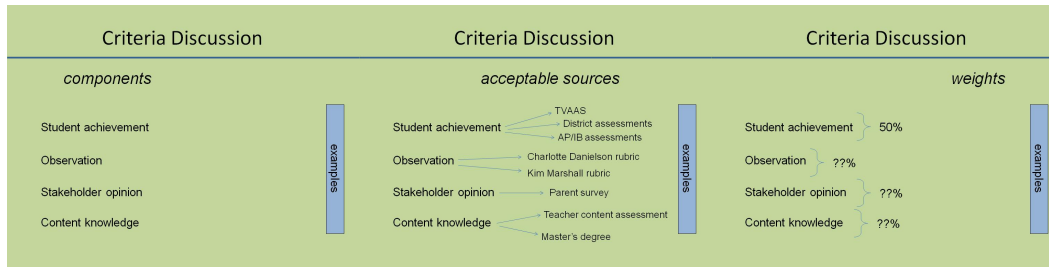 Criteria Discussion
components
Student achievement
Observation
Stakeholder opinion
Content knowledge
examples
Criteria Discussion
acceptable sources
Student achievement
TVAAS
District assessments
AP/IB assessments
Observation
Charlotte Danielson rubric
Kim Marshall rubric
Stakeholder opinion
Parent survey
Content knowledge
Teacher content assessment
Master's degree
examples
Criteria Discussion
weights
Student achievement 50%
Observation ??%
Stakeholder opinion ??%
Content knowledge ??%
examples